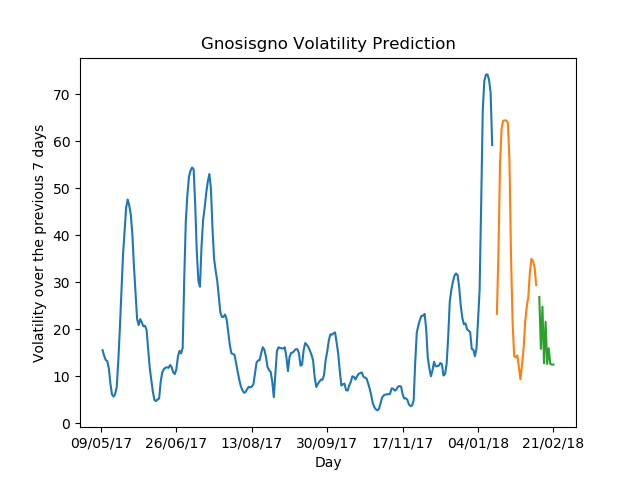 Gnosisgno Volatility Prediction
Volatility over the previous 7 days
70
60
50
40
30
20
10
0
09/05/17 26/06/17 13/08/17 30/09/17 17/11/17 04/01/18 21/02/18
Day